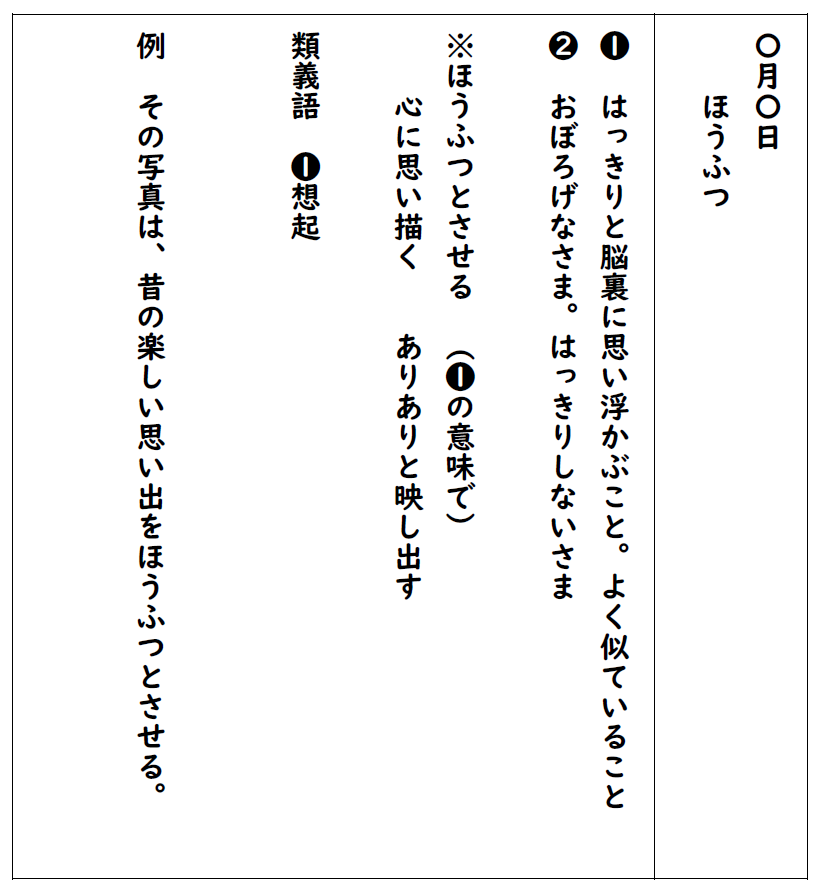 〇月〇日
ほうふつ
❶　はっきりと脳裏に思い浮かぶこと。よく似ていること
❷　おぼろげなさま。はっきりしないさま
※ほうふつとさせる　（❶の意味で）
心に思い描く　　ありありと映し出す
類義語　❶想起
例　その写真は、昔の楽しい思い出をほうふつとさせる。